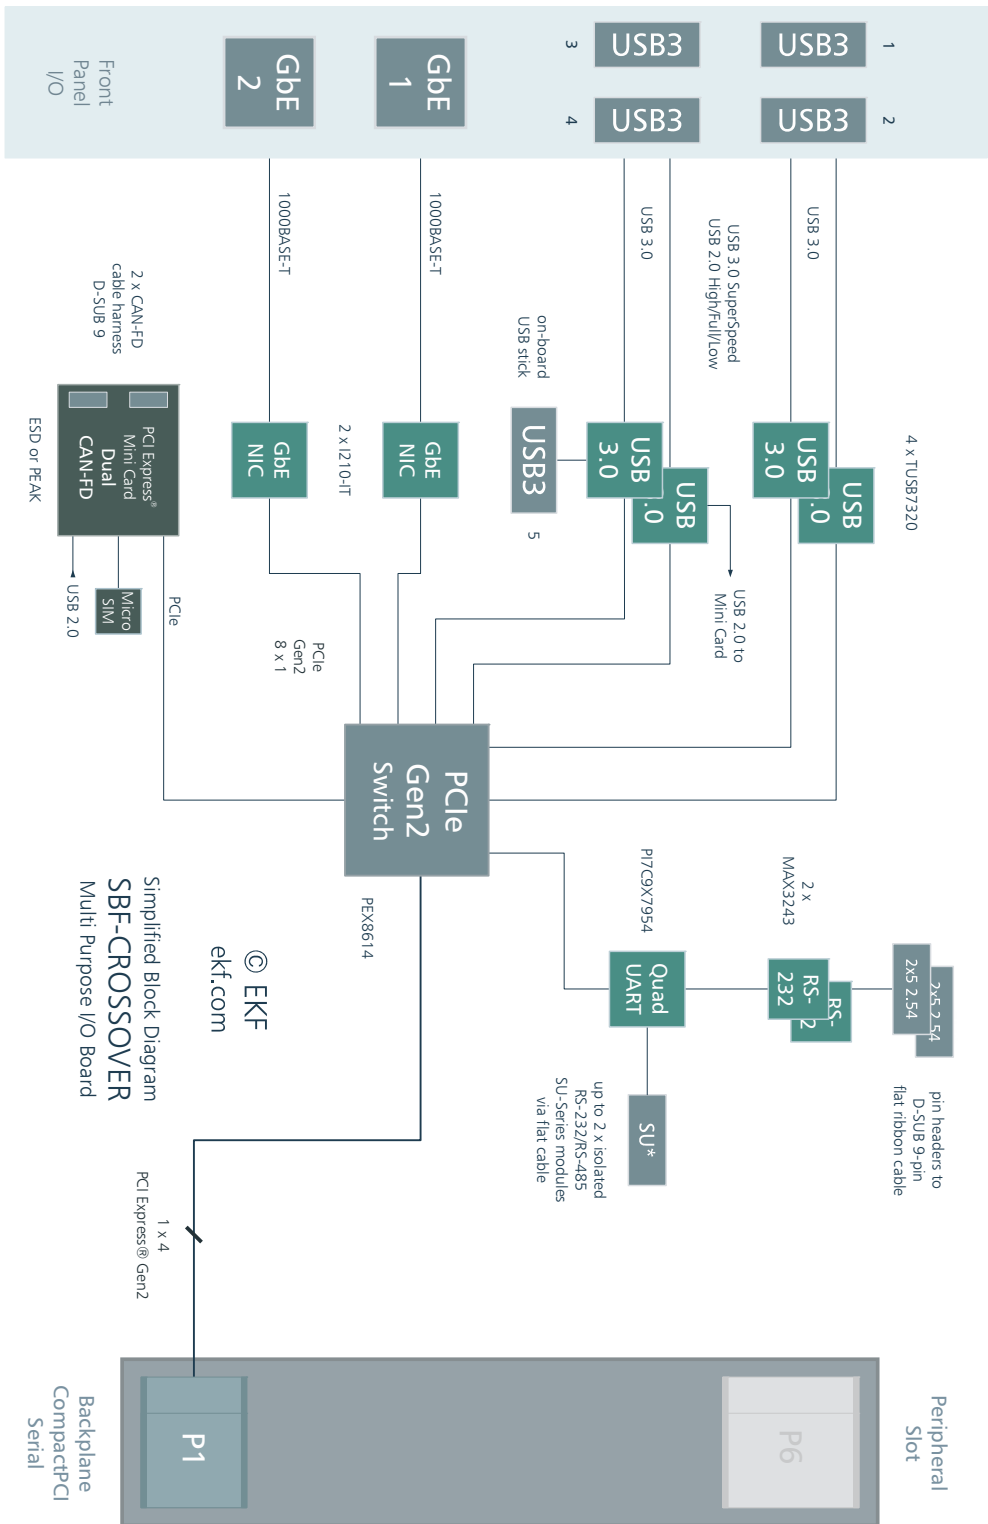 Front
Panel
I/O
GbE
2
GbE
1
3
USB3
4
USB3
USB3
1
USB3
2
1000BASE-T
1000BASE-T
USB 3.0
USB 3.0 SuperSpeed
USB 2.0 High/Full/Low
USB 3.0
2 x CAN-FD
cable harness
D-SUB 9
on-board
USB stick
PCI Express®
Mini Card
Dual
CAN-FD
ESD or PEAK
GbE
NIC
2 x I210-IT
GbE
NIC
USB3
5
USB
3.0
USB
.0
USB
3.0
USB
.0
4 x TUSB7320
USB 2.0
Micro
SIM
PCIe
PCIe
Gen2
8 x 1
USB 2.0 to
Mini Card
PCIe
Gen2
Switch
PEX8614
PI7C9X7954
2 x
MAX3243
Quad
UART
RS-
232
RS-
2
2x5 2.54
2x5 2.54
SU*
up to 2 x isolated
RS-232/RS-485
SU-Series modules
via flat cable
pin headers to
D-SUB 9-pin
flat ribbon cable
© EKF
ekf.com
Simplified Block Diagram
SBF-CROSSOVER
Multi Purpose I/O Board
1 x 4
PCI Express® Gen2
P1
P6
Backplane
CompactPCI
Serial
Peripheral
Slot